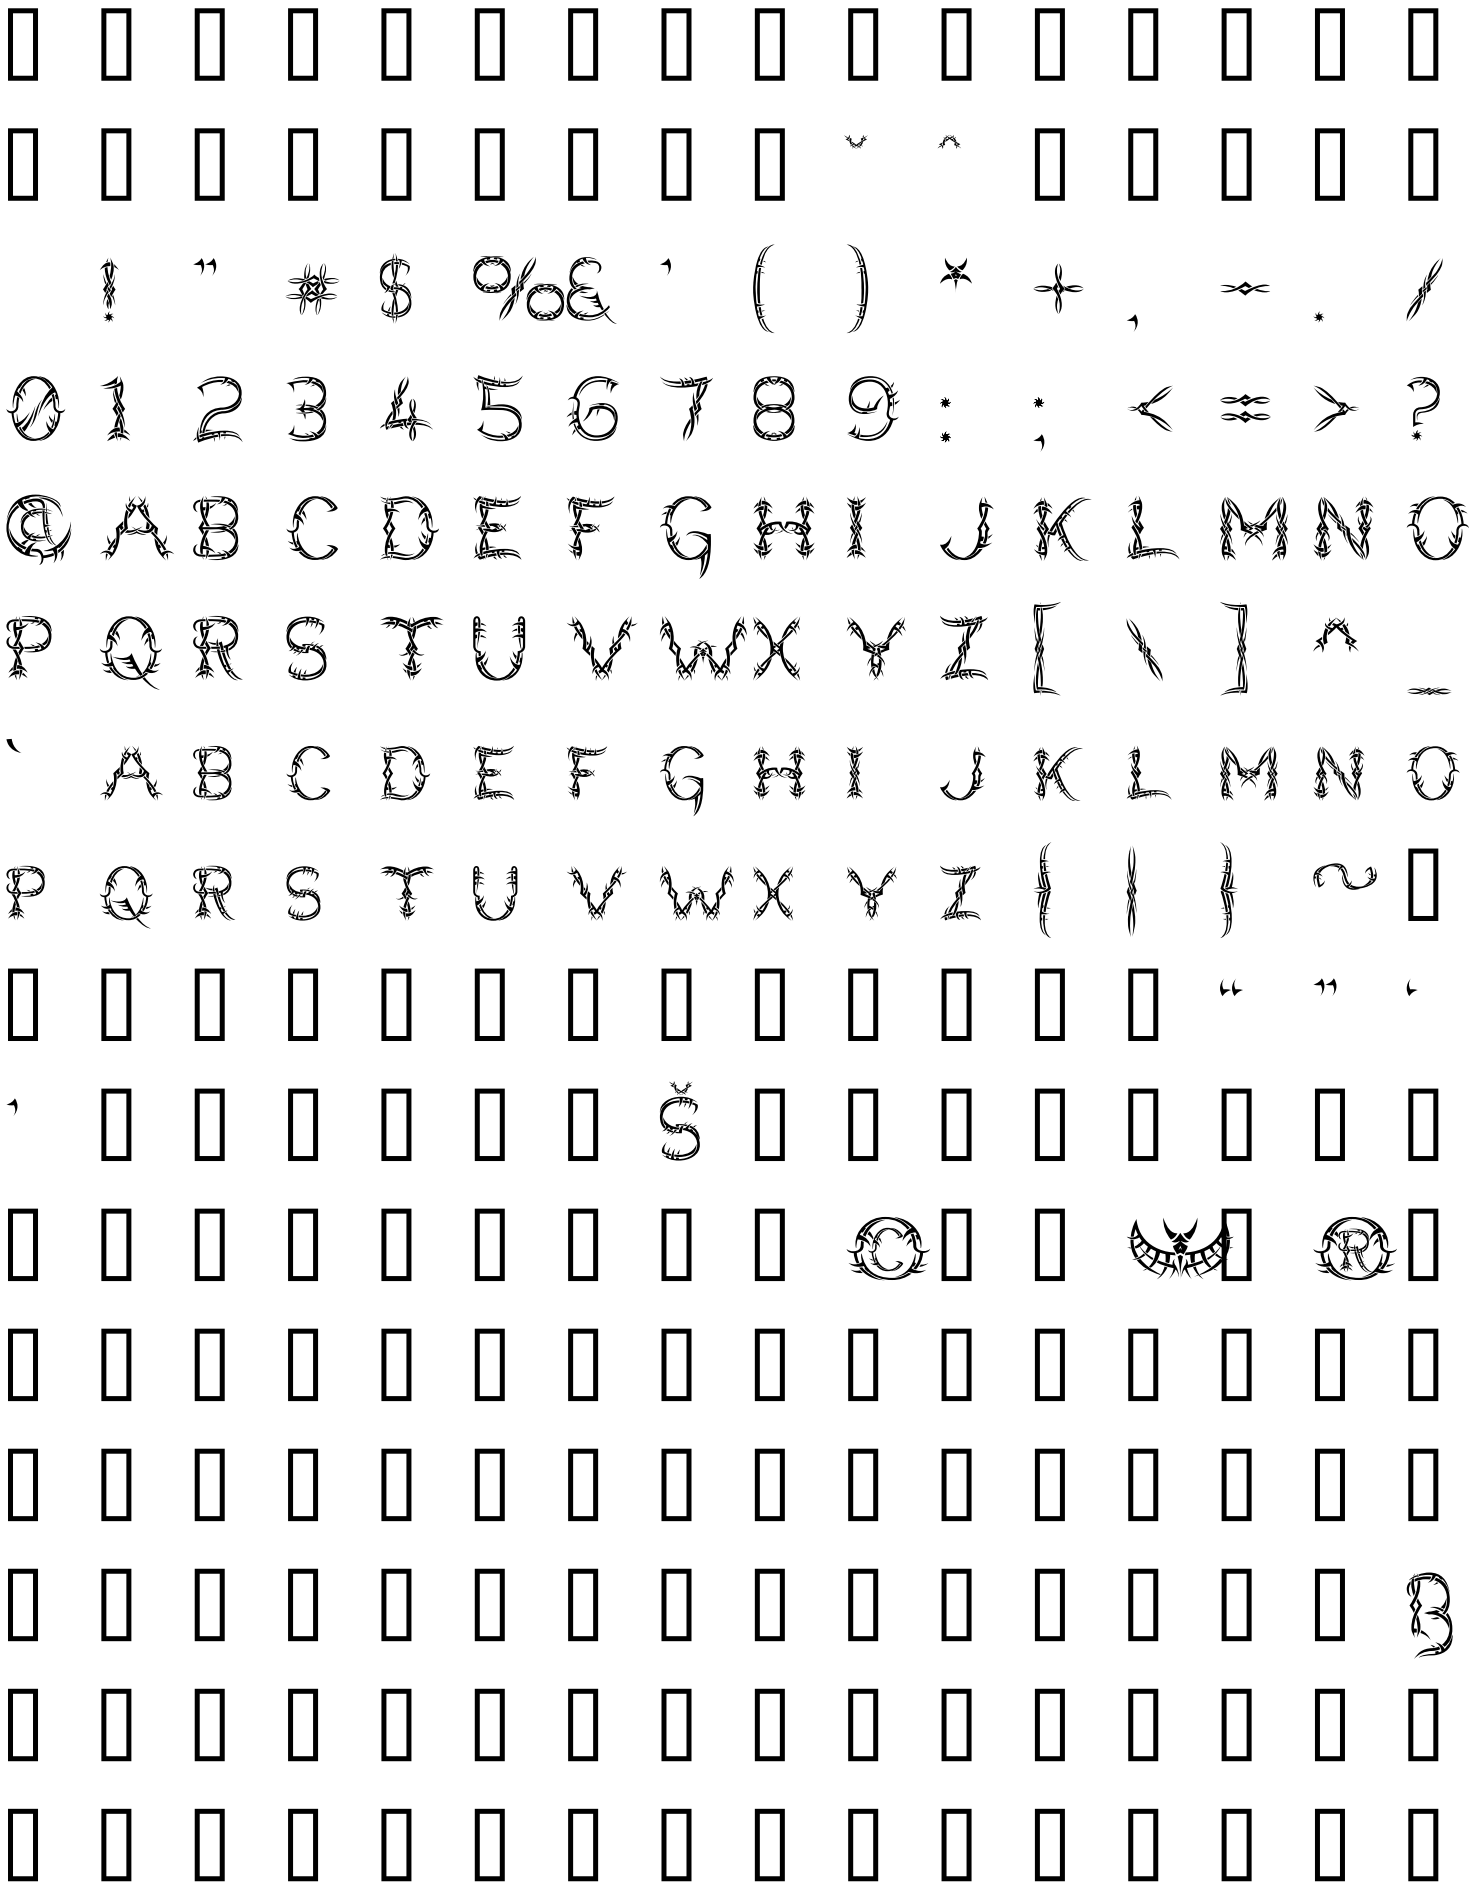 ˘ ˆ
! " # $ % & ' ( ) * + , - . /
0 1 2 3 4 5 6 7 8 9 : ; < = > ?
@ A B C D E F G H I J K L M N O
P Q R S T U V W X Y Z [ \ ] ^ _
` A B C D E F G H I J K L M N O
P Q R S T U V W X Y Z { | } ~
“ ” ‘
’ Š
© ®
ß